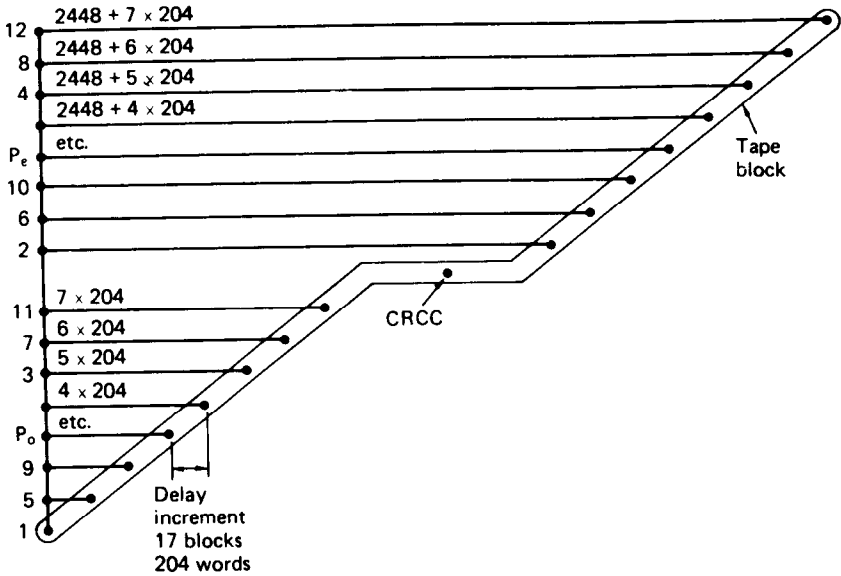 12 2448 + 7 × 204
8 2448 + 6 × 204
4 2448 + 5 × 204
2448 + 4 × 204
Pe etc.
10
6
2
Tape
block
CRCC
11 7 × 204
7 6 × 204
3 5 × 204
4 × 204
Po etc.
9
5
1
Delay
increment
17 blocks
204 words